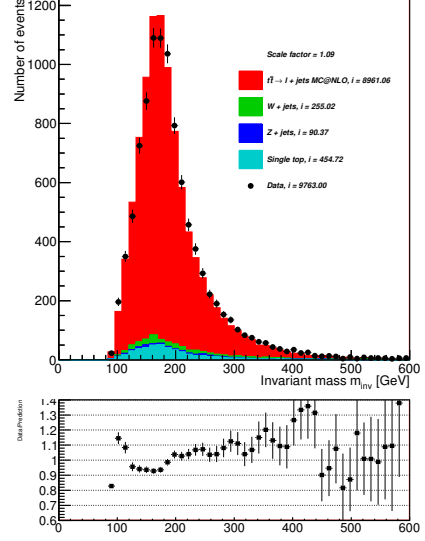 1200
1000
800
600
400
200
0
Number of events
Scale factor = 1.09
tt̄ → l + jets MC@NLO, i = 8961.06
W + jets, i = 255.02
Z + jets, i = 90.37
Single top, i = 454.72
Data, i = 9763.00
0 100 200 300 400 500 600
Invariant mass m_inv [GeV]
Data/Prediction
1.4
1.3
1.2
1.1
1
0.9
0.8
0.7
0.6
0 100 200 300 400 500 600